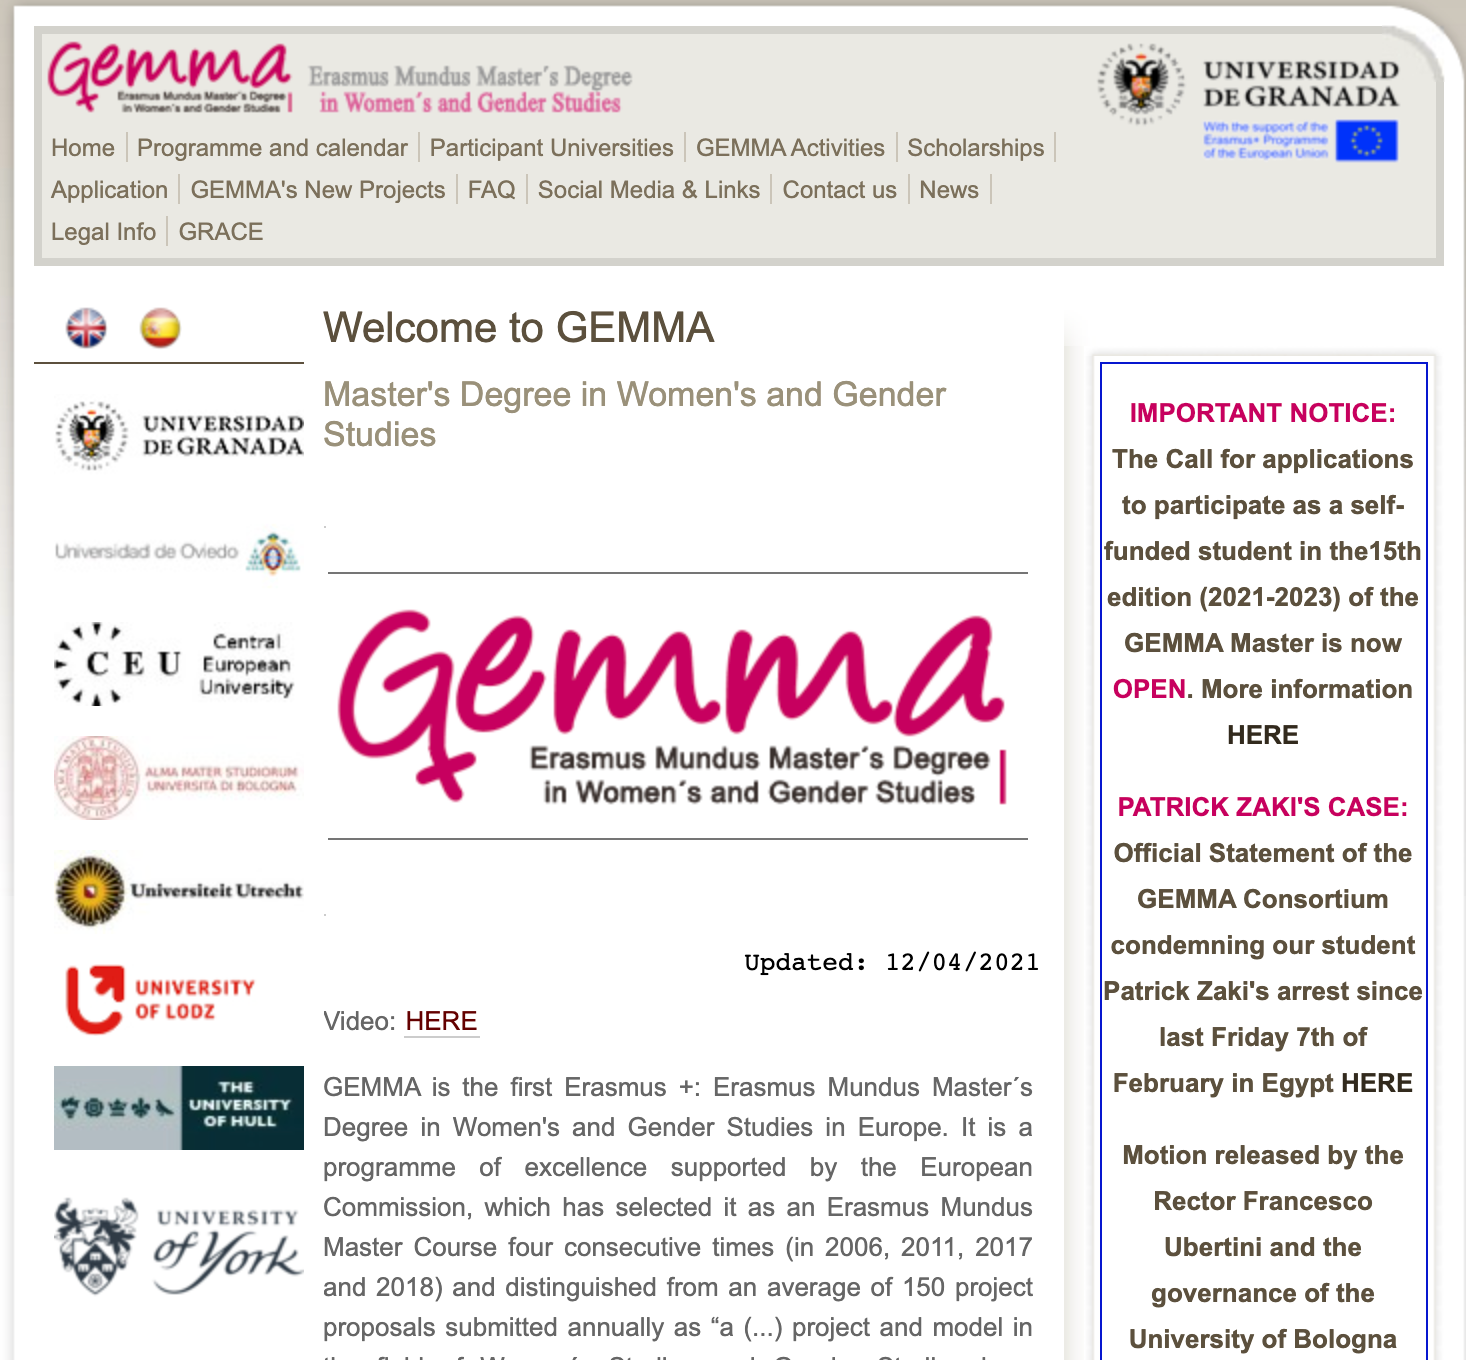 Gemma
Erasmus Mundus Master´s Degree
in Women´s and Gender Studies
Erasmus Mundus Master´s Degree
in Women´s and Gender Studies
UNIVERSIDAD
DE GRANADA
With the support of the
Erasmus+ Programme
of the European Union
Home
Programme and calendar
Participant Universities
GEMMA Activities
Scholarships
Application
GEMMA's New Projects
FAQ
Social Media & Links
Contact us
News
Legal Info
GRACE
UNIVERSIDAD
DE GRANADA
Universidad de Oviedo
CEU
Central
European
University
ALMA MATER STUDIORUM
UNIVERSITÀ DI BOLOGNA
Universiteit Utrecht
UNIVERSITY
OF LODZ
THE
UNIVERSITY
OF HULL
UNIVERSITY
of York
Welcome to GEMMA
Master's Degree in Women's and Gender
Studies
Gemma
Erasmus Mundus Master´s Degree
in Women´s and Gender Studies
Updated: 12/04/2021
Video: HERE
GEMMA is the first Erasmus +: Erasmus Mundus Master´s
Degree in Women's and Gender Studies in Europe. It is a
programme of excellence supported by the European
Commission, which has selected it as an Erasmus Mundus
Master Course four consecutive times (in 2006, 2011, 2017
and 2018) and distinguished from an average of 150 project
proposals submitted annually as “a (...) project and model in
IMPORTANT NOTICE:
The Call for applications
to participate as a self-
funded student in the15th
edition (2021-2023) of the
GEMMA Master is now
OPEN. More information
HERE
PATRICK ZAKI'S CASE:
Official Statement of the
GEMMA Consortium
condemning our student
Patrick Zaki's arrest since
last Friday 7th of
February in Egypt HERE
Motion released by the
Rector Francesco
Ubertini and the
governance of the
University of Bologna